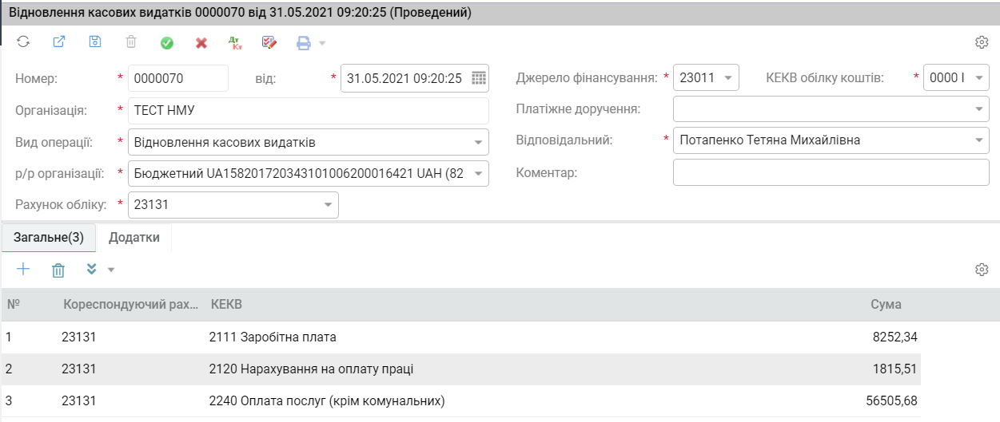 Відновлення касових видатків 0000070 від 31.05.2021 09:20:25 (Проведений)
Дт
Кт
Номер: * 0000070 від: * 31.05.2021 09:20:25 Джерело фінансування: * 23011 КЕКВ обілку коштів: * 0000 І
Організація: * ТЕСТ НМУ Платіжне доручення:
Вид операції: * Відновлення касових видатків Відповідальний: * Потапенко Тетяна Михайлівна
р/р організації: * Бюджетний UA158201720343101006200016421 UAH (82 Коментар:
Рахунок обліку: * 23131
Загальне(3) Додатки
№ Кореспондуючий рах... КЕКВ Сума
1 23131 2111 Заробітна плата 8252,34
2 23131 2120 Нарахування на оплату праці 1815,51
3 23131 2240 Оплата послуг (крім комунальних) 56505,68